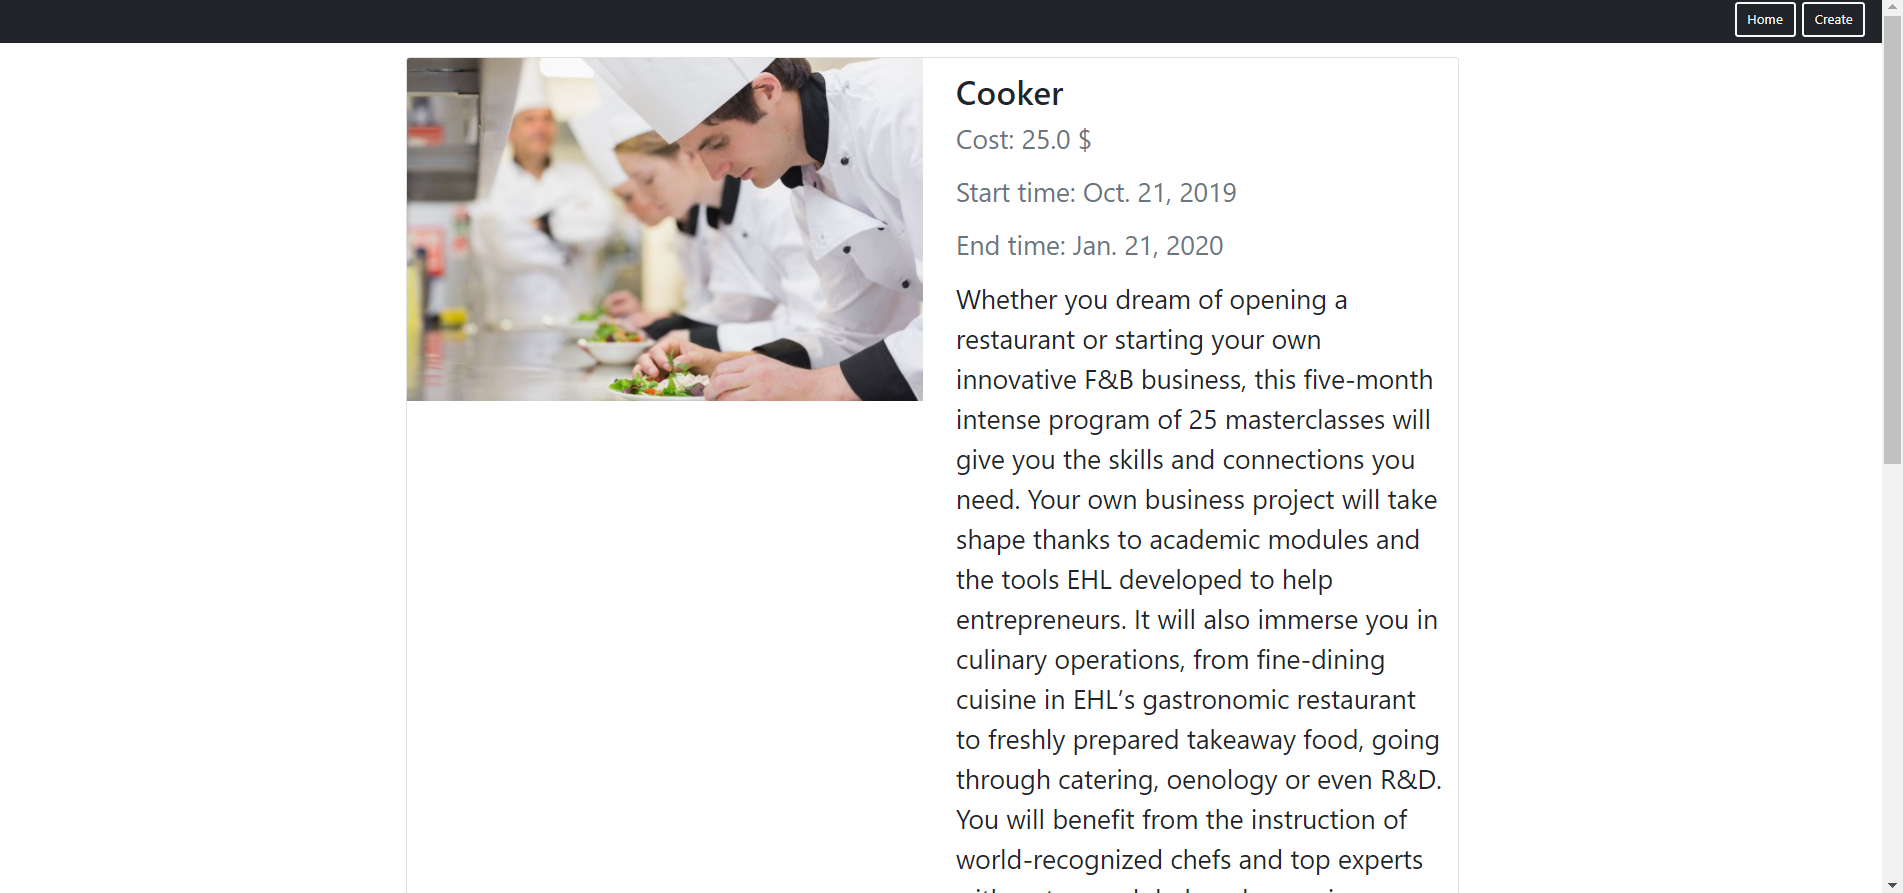 Home Create
Cooker
Cost: 25.0 $
Start time: Oct. 21, 2019
End time: Jan. 21, 2020
Whether you dream of opening a
restaurant or starting your own
innovative F&B business, this five-month
intense program of 25 masterclasses will
give you the skills and connections you
need. Your own business project will take
shape thanks to academic modules and
the tools EHL developed to help
entrepreneurs. It will also immerse you in
culinary operations, from fine-dining
cuisine in EHL’s gastronomic restaurant
to freshly prepared takeaway food, going
through catering, oenology or even R&D.
You will benefit from the instruction of
world-recognized chefs and top experts